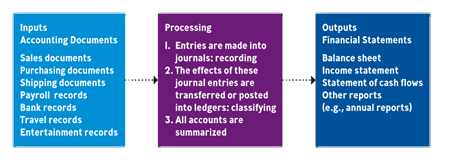 Inputs
Accounting Documents
Sales documents
Purchasing documents
Shipping documents
Payroll records
Bank records
Travel records
Entertainment records
Processing
1. Entries are made into
journals: recording
2. The effects of these
journal entries are
transferred or posted
into ledgers: classifying
3. All accounts are
summarized
Outputs
Financial Statements
Balance sheet
Income statement
Statement of cash flows
Other reports
(e.g., annual reports)